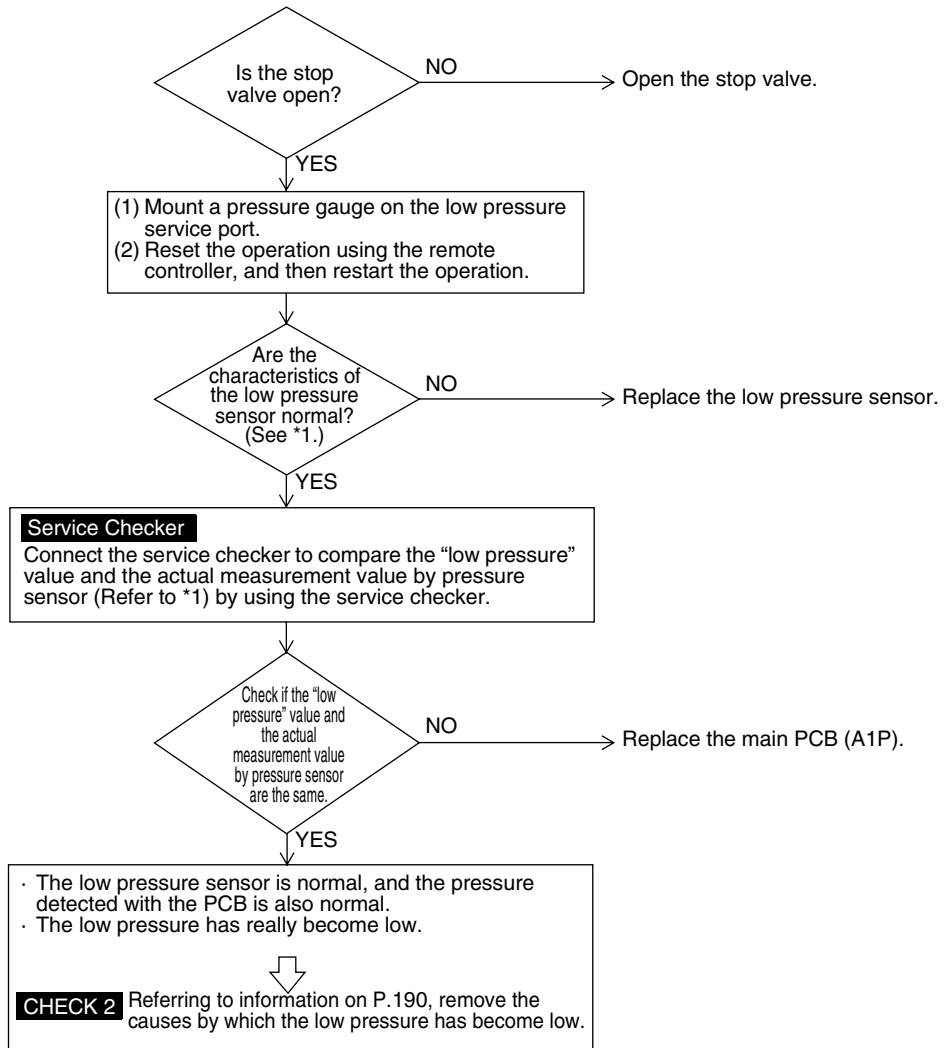 Is the stop
valve open?
NO
Open the stop valve.
YES
(1) Mount a pressure gauge on the low pressure
service port.
(2) Reset the operation using the remote
controller, and then restart the operation.
Are the
characteristics of
the low pressure
sensor normal?
(See *1.)
NO
Replace the low pressure sensor.
YES
Service Checker
Connect the service checker to compare the “low pressure”
value and the actual measurement value by pressure
sensor (Refer to *1) by using the service checker.
Check if the “low
pressure” value and
the actual
measurement value
by pressure sensor
are the same.
NO
Replace the main PCB (A1P).
YES
· The low pressure sensor is normal, and the pressure
detected with the PCB is also normal.
· The low pressure has really become low.
CHECK 2 Referring to information on P.190, remove the
causes by which the low pressure has become low.